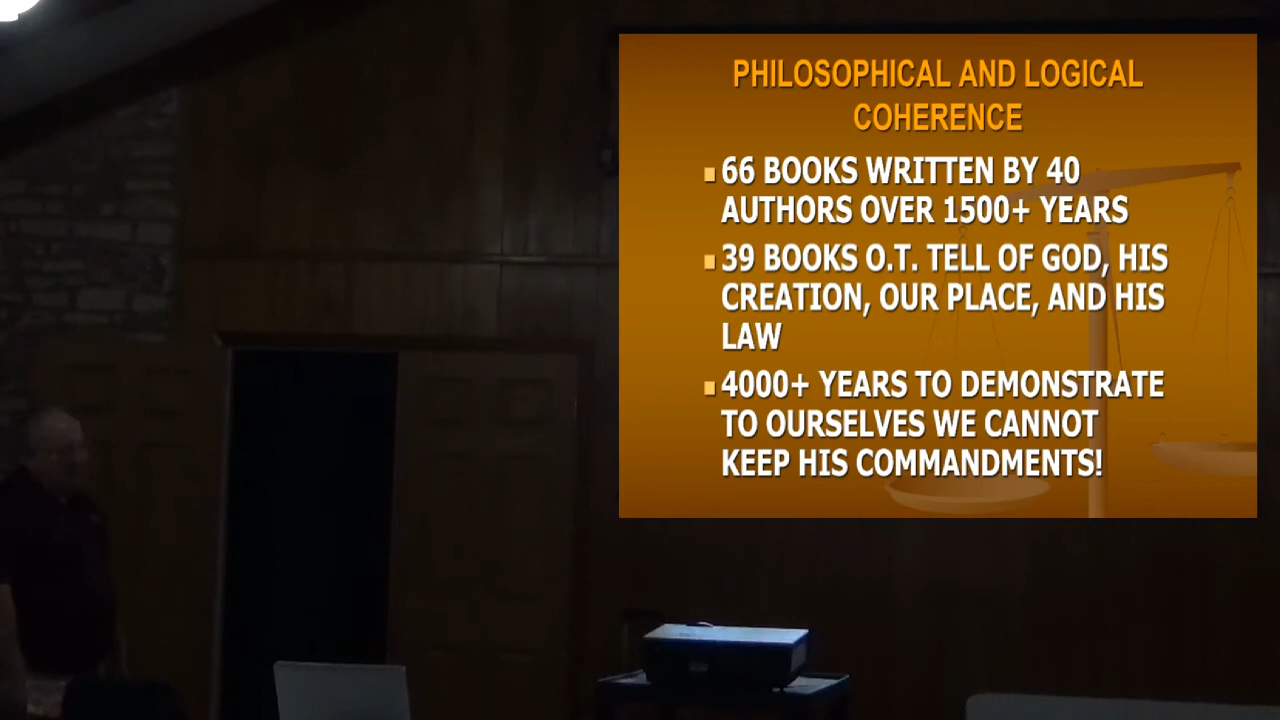 PHILOSOPHICAL AND LOGICAL
COHERENCE
66 BOOKS WRITTEN BY 40
AUTHORS OVER 1500+ YEARS
39 BOOKS O.T. TELL OF GOD, HIS
CREATION, OUR PLACE, AND HIS
LAW
4000+ YEARS TO DEMONSTRATE
TO OURSELVES WE CANNOT
KEEP HIS COMMANDMENTS!